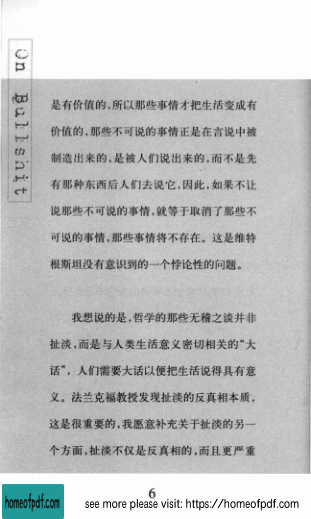 On Bullshit
是有价值的,所以那些事情才把生活变成有
价值的,那些不可说的事情正是在言说中被
制造出来的,是被人们说出来的,而不是先
有那种东西后人们去说它,因此,如果不让
说那些不可说的事情,就等于取消了那些不
可说的事情,那些事情将不存在。这是维特
根斯坦没有意识到的一个悖论性的问题。
我想说的是,哲学的那些无稽之谈并非
扯淡,而是与人类生活意义密切相关的“大
话”，人们需要大话以便把生活说得具有意
义。法兰克福教授发现扯淡的反真相本质,
这是很重要的,我愿意补充关于扯淡的另一
个方面,扯淡不仅是反真相的,而且更严重
6
homeofpdf.com
see more please visit: https://homeofpdf.com